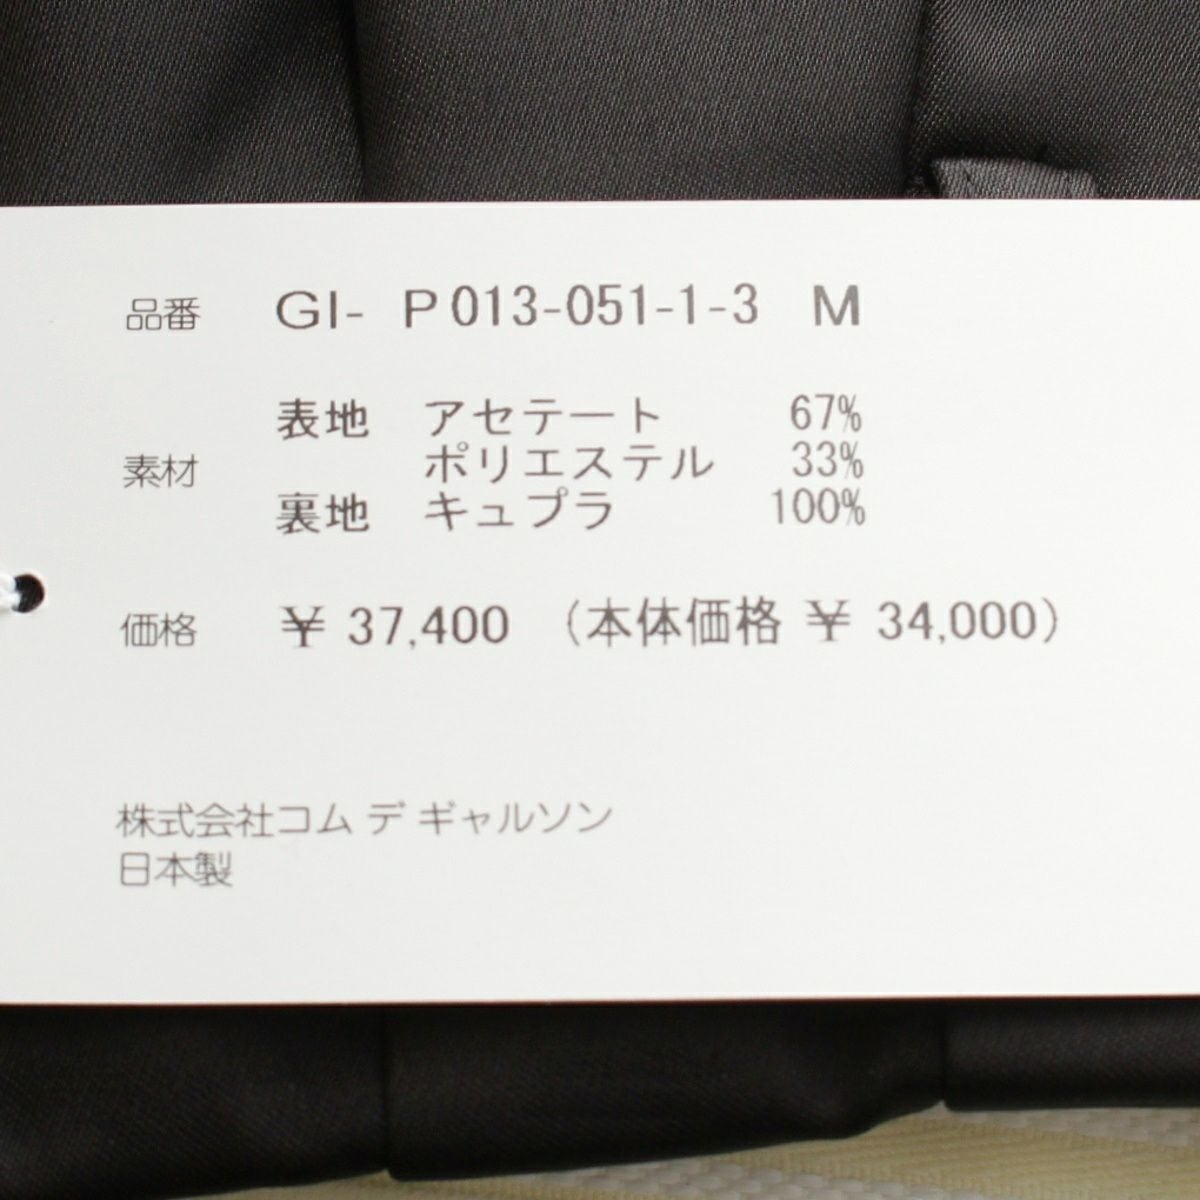 品番 GI- P013-051-1-3 M
表地 アセテート 67%
素材 ポリエステル 33%
裏地 キュプラ 100%
価格 ¥ 37,400 (本体価格 ¥ 34,000)
株式会社コム デ ギャルソン
日本製